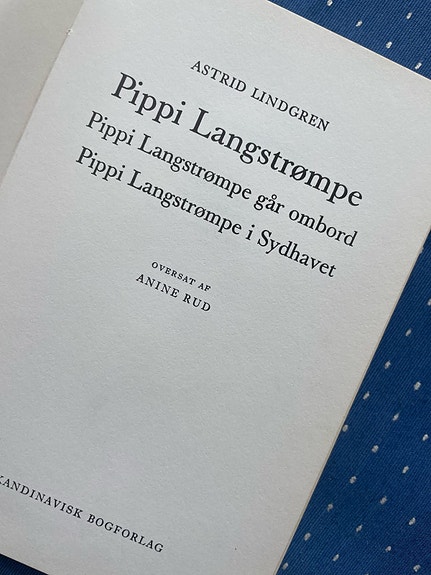 ASTRID LINDGREN
Pippi Langstrømpe
Pippi Langstrømpe går ombord
Pippi Langstrømpe i Sydhavet
OVERSAT AF
ANINE RUD
KANDINAVISK BOGFORLAG